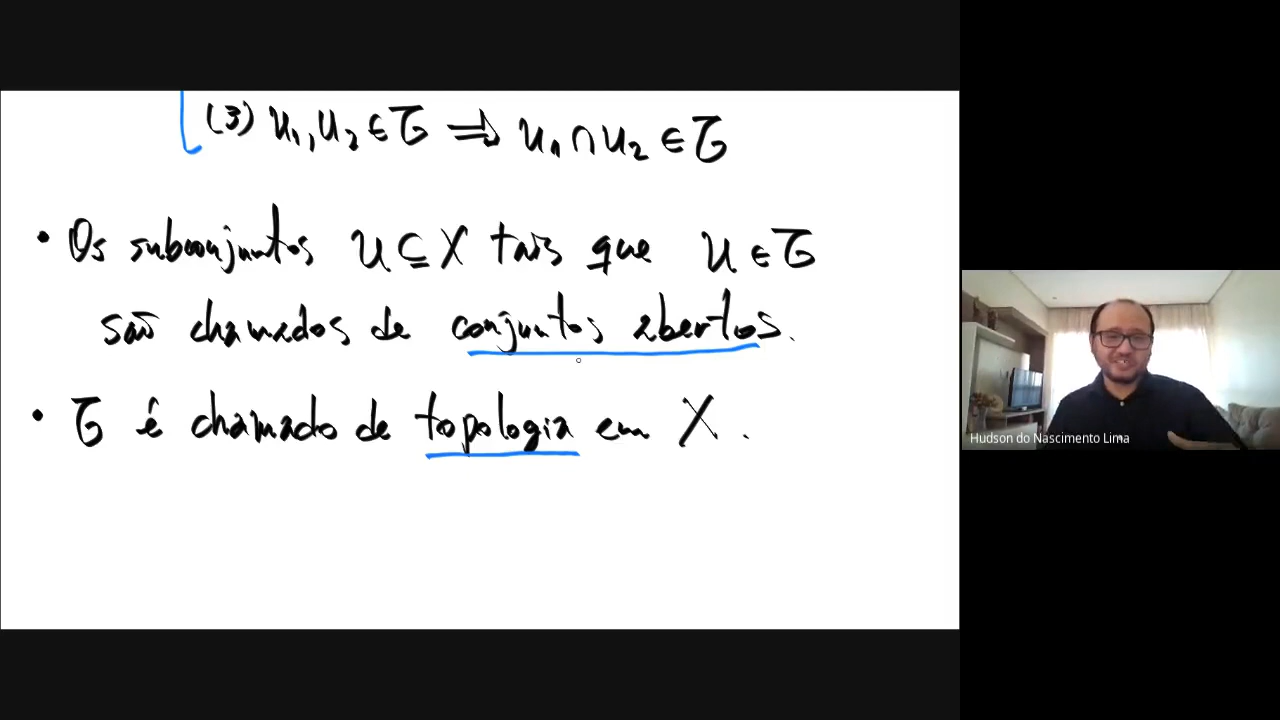 (3) U₁, U₂ ∈ τ ⇒ U₁ ∩ U₂ ∈ τ
• Os subconjuntos U ⊆ X tais que U ∈ τ
são chamados de conjuntos abertos.
• τ é chamado de topologia em X.
Hudson do Nascimento Lima